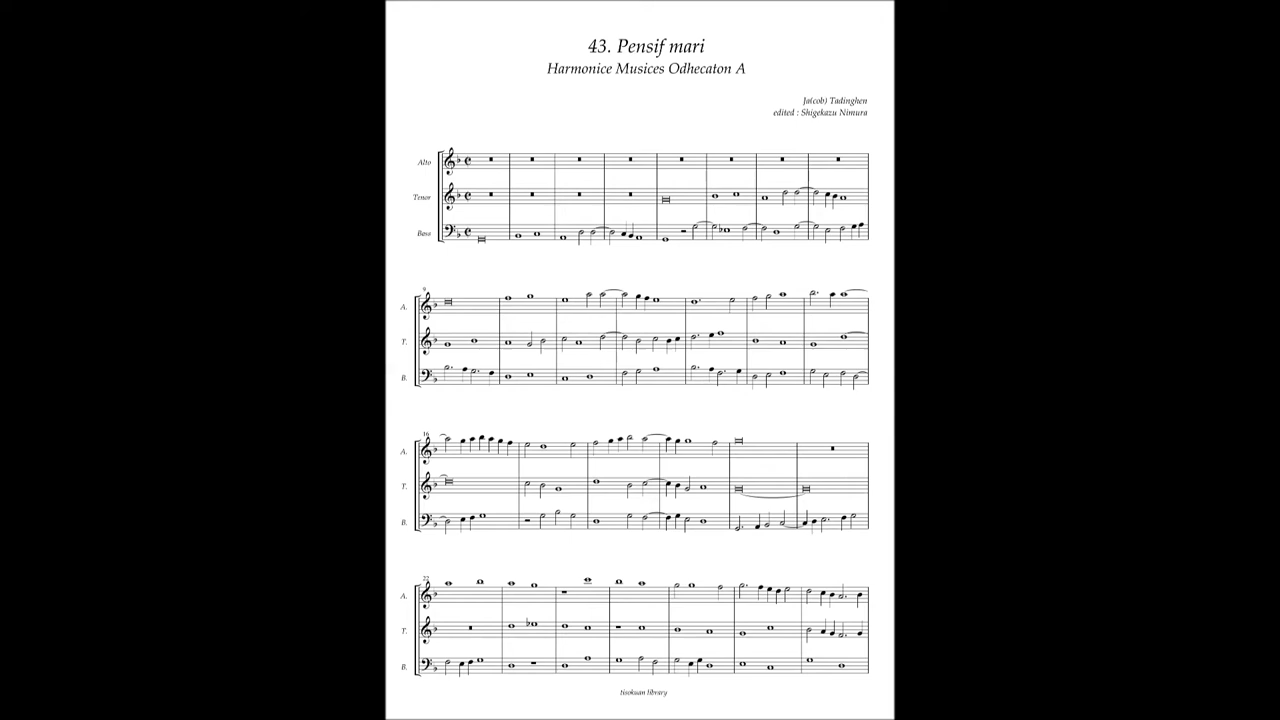 43. Pensif mari
Harmonice Musices Odhecaton A
Ja(cob) Tadinghen
edited : Shigekazu Nimura
Alto
Tenor
Bass
9
A.
T.
B.
16
A.
T.
B.
22
A.
T.
B.
tisokuan library